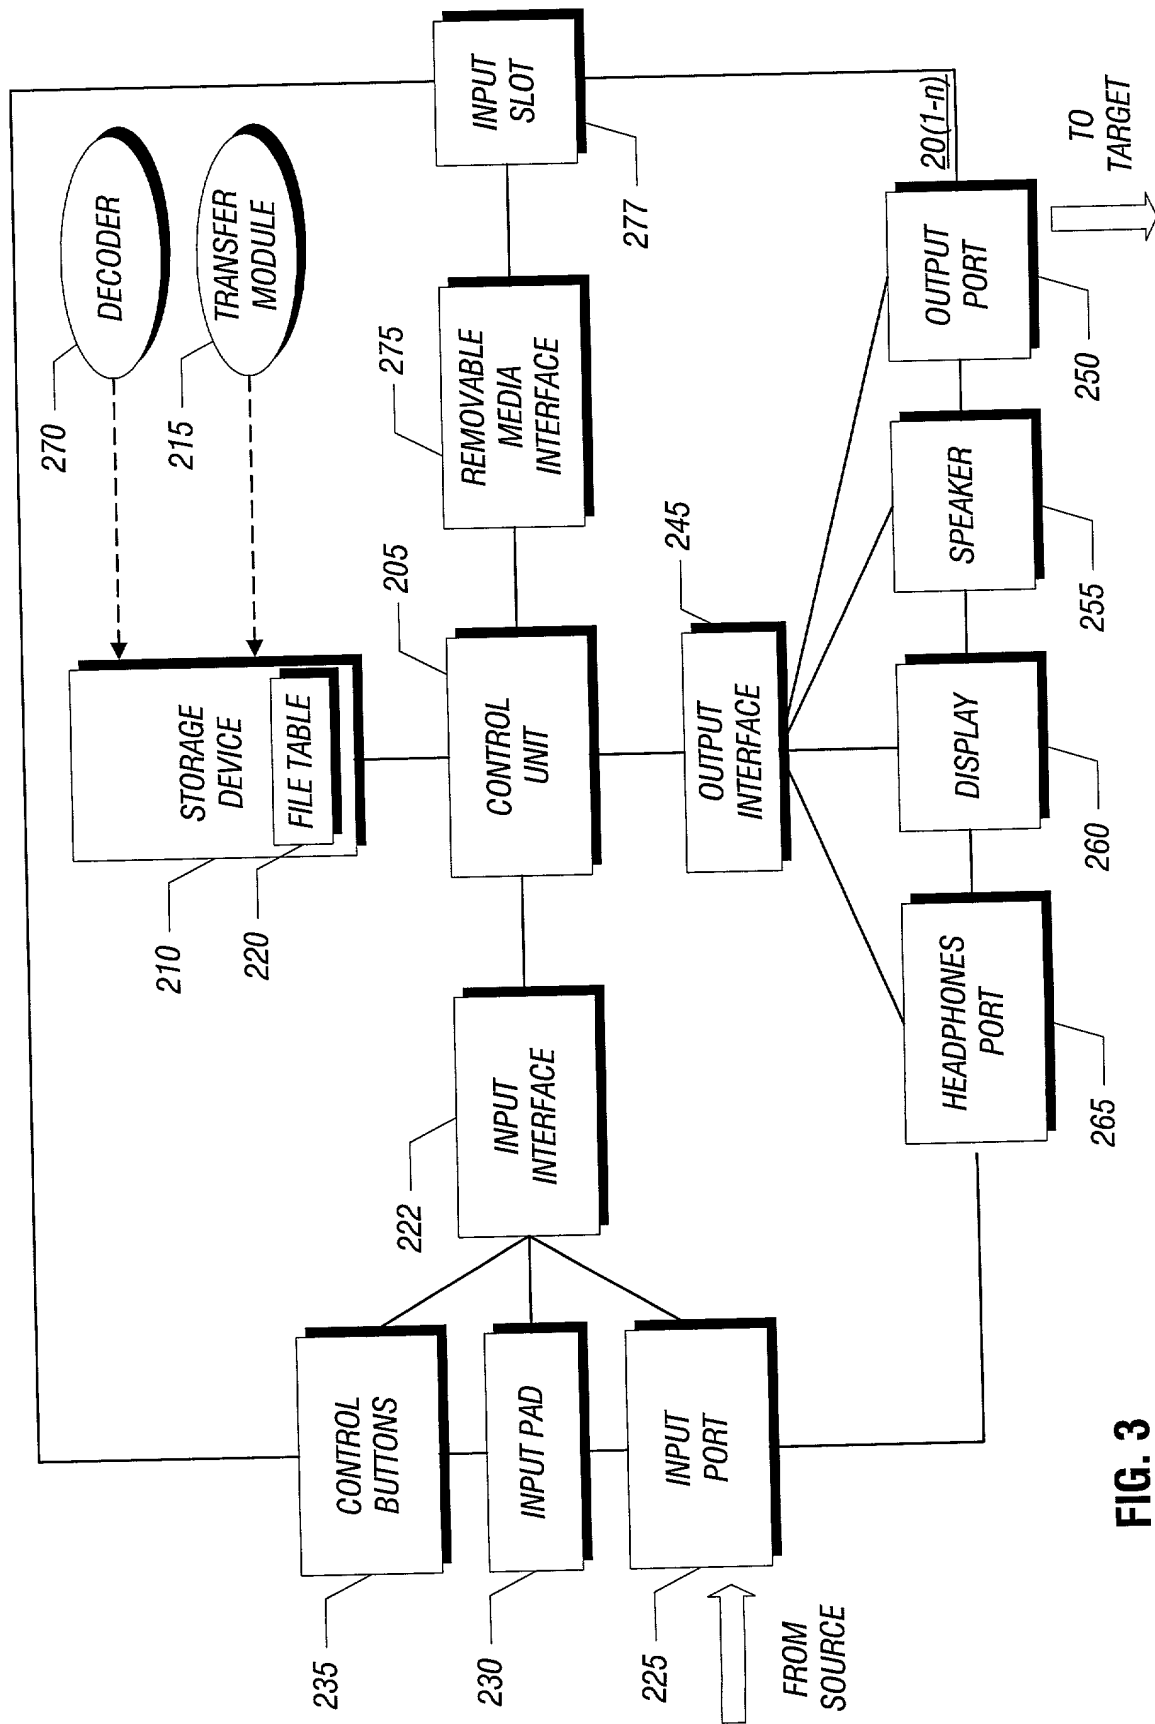 DECODER
270
TRANSFER
MODULE
215
STORAGE
DEVICE
FILE TABLE
210
220
CONTROL
BUTTONS
235
INPUT PAD
230
INPUT
PORT
225
FROM
SOURCE
INPUT
INTERFACE
222
CONTROL
UNIT
205
REMOVABLE
MEDIA
INTERFACE
275
INPUT
SLOT
277
OUTPUT
INTERFACE
245
HEADPHONES
PORT
265
DISPLAY
260
SPEAKER
255
OUTPUT
PORT
250
20(1-n)
TO
TARGET
FIG. 3